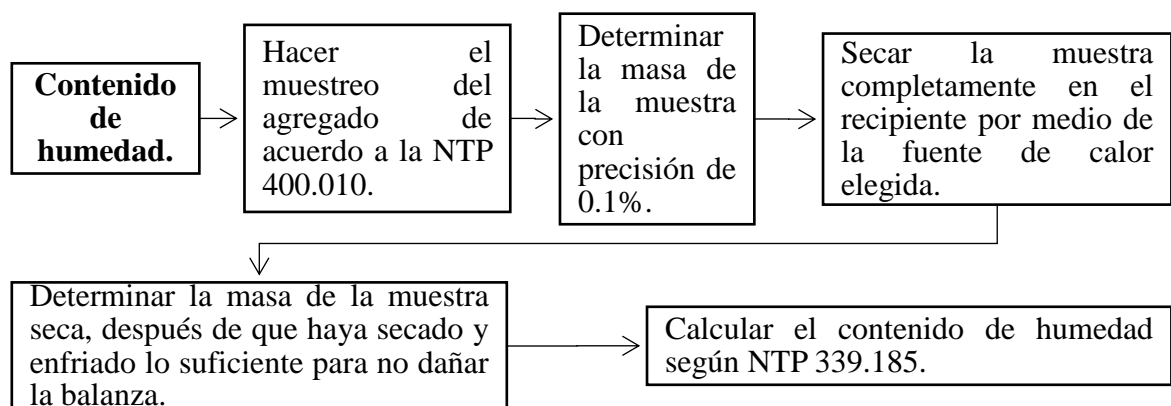 Contenido
de
humedad.
Hacer el
muestreo del
agregado de
acuerdo a la NTP
400.010.
Determinar
la masa de
la muestra
con
precisión de
0.1%.
Secar la muestra
completamente en el
recipiente por medio de
la fuente de calor
elegida.
Determinar la masa de la muestra
seca, después de que haya secado y
enfriado lo suficiente para no dañar
la balanza.
Calcular el contenido de humedad
según NTP 339.185.